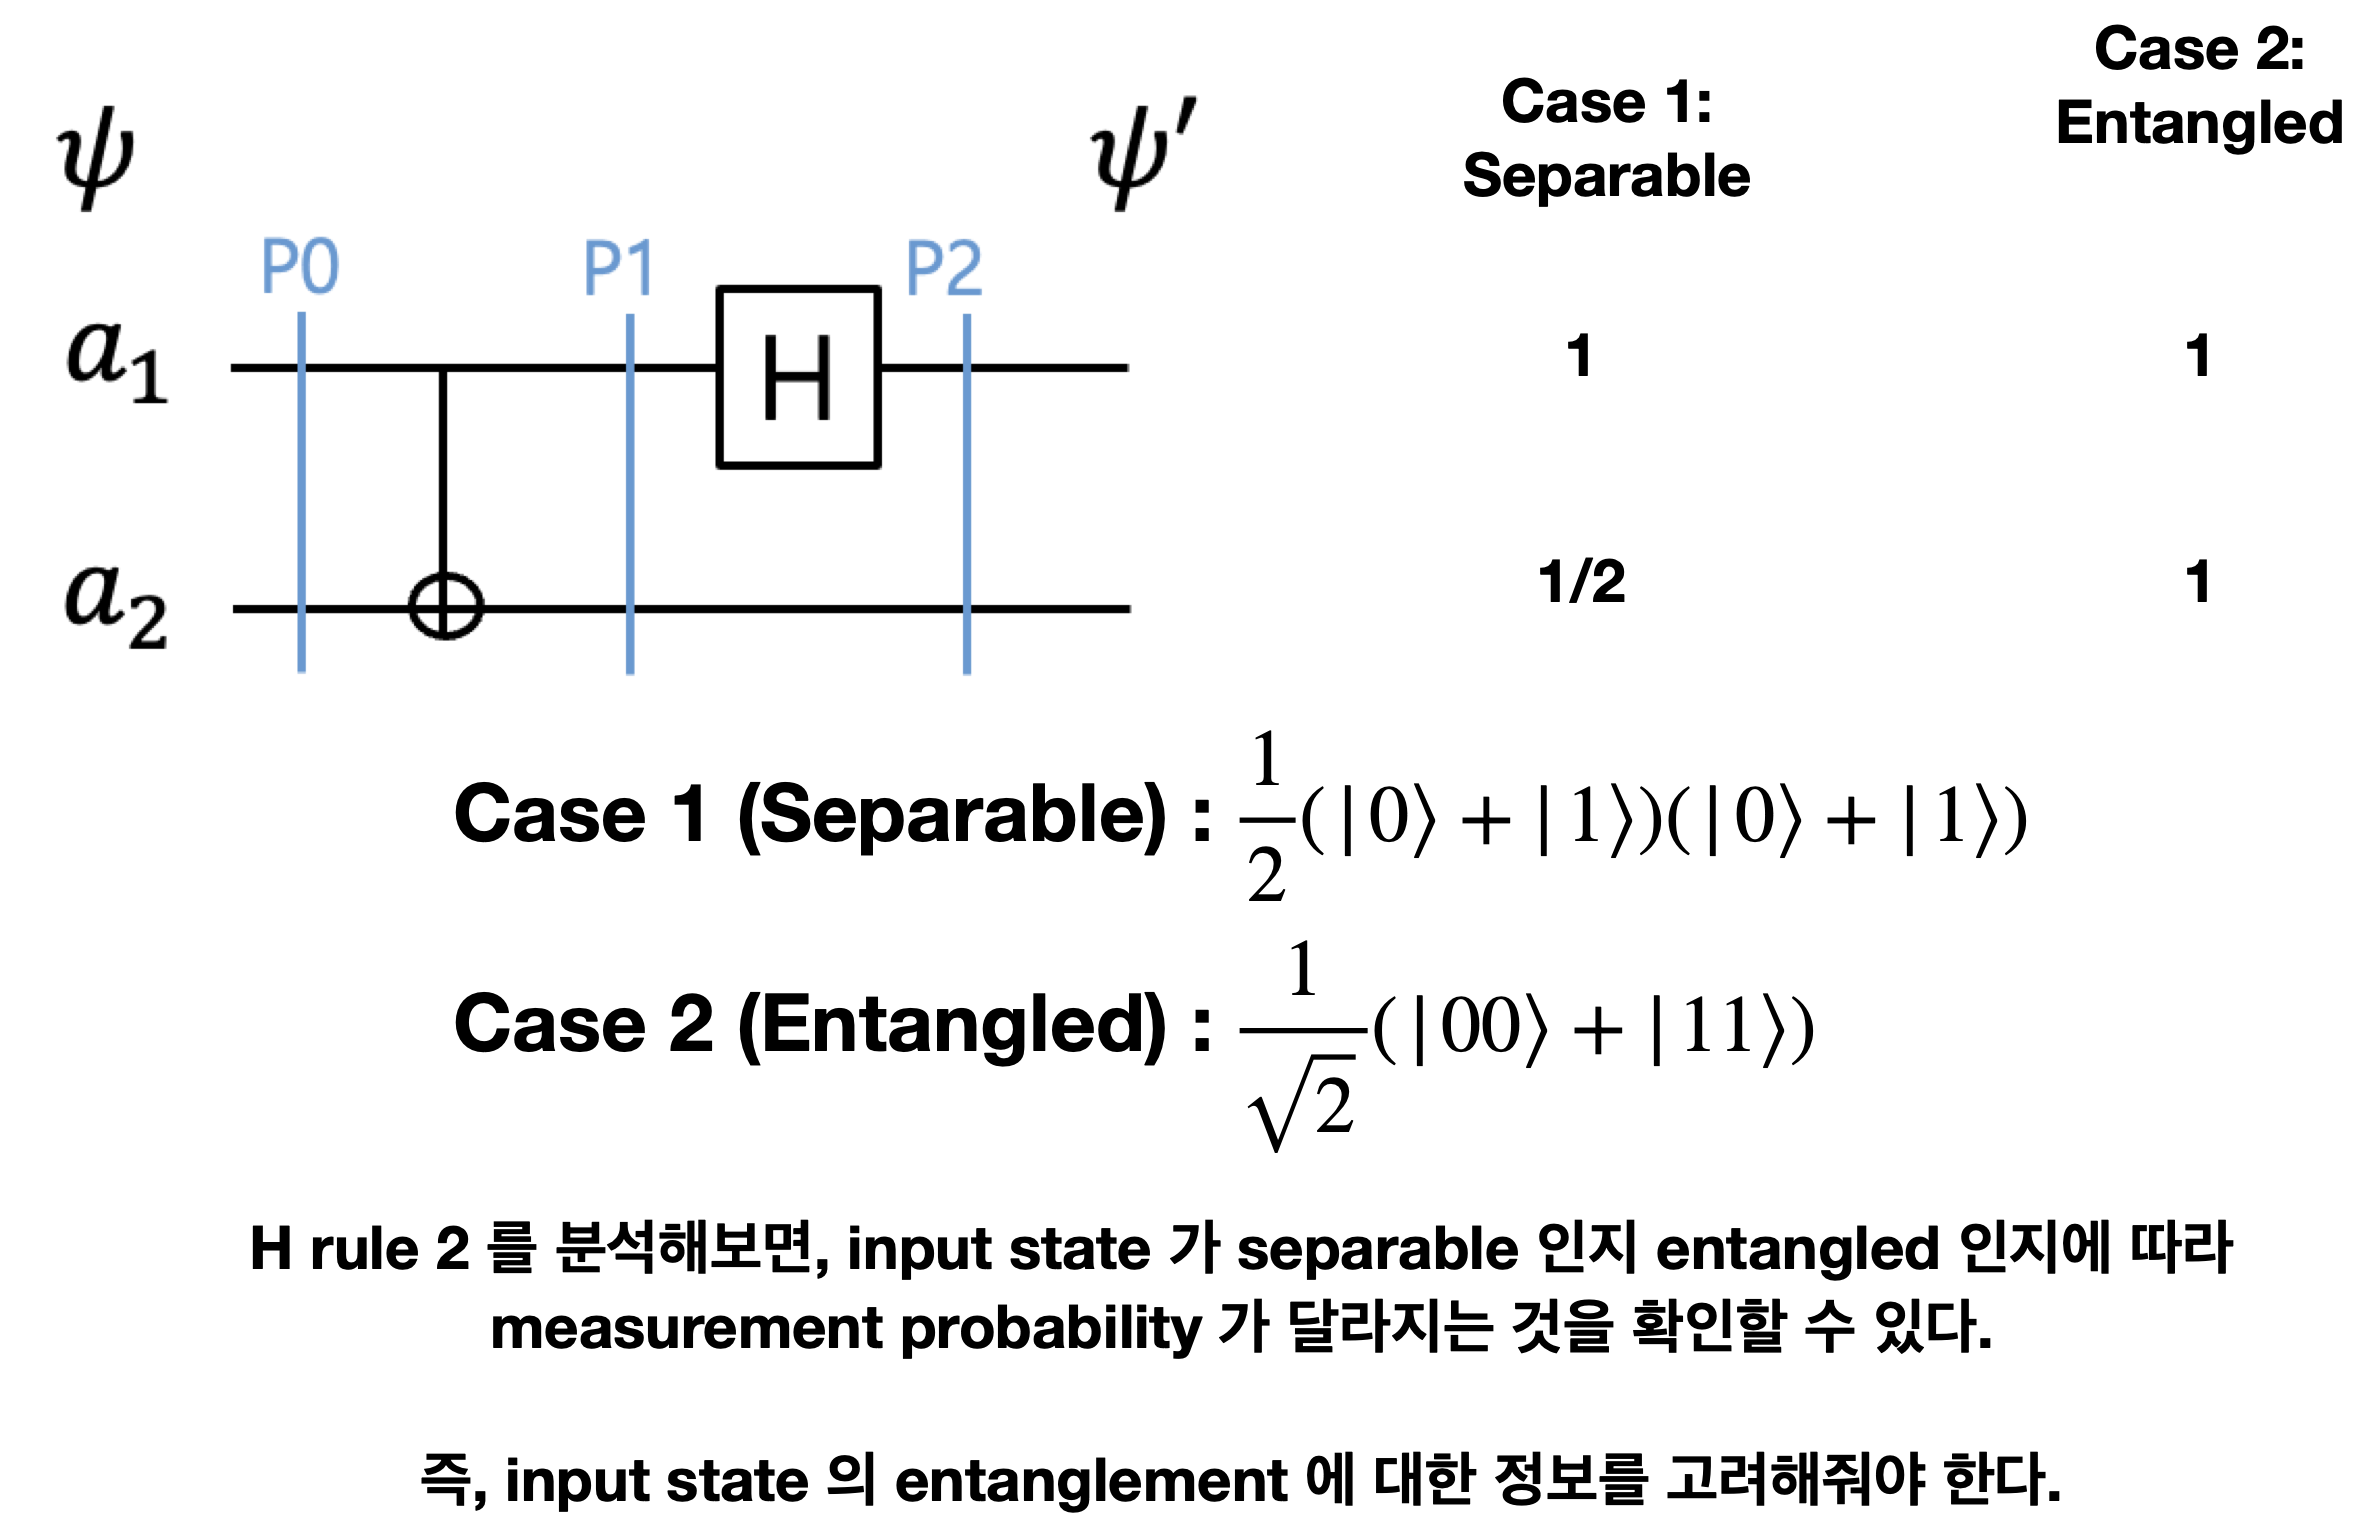 Case 2:
Entangled
Case 1:
Separable
ψ
ψ′
P0
P1
P2
a₁
H
1
1
a₂
1/2
1
Case 1 (Separable) : \frac{1}{2}(|0⟩ + |1⟩)(|0⟩ + |1⟩)
Case 2 (Entangled) : \frac{1}{\sqrt{2}}(|00⟩ + |11⟩)
H rule 2 를 분석해보면, input state 가 separable 인지 entangled 인지에 따라
measurement probability 가 달라지는 것을 확인할 수 있다.
즉, input state 의 entanglement 에 대한 정보를 고려해줘야 한다.